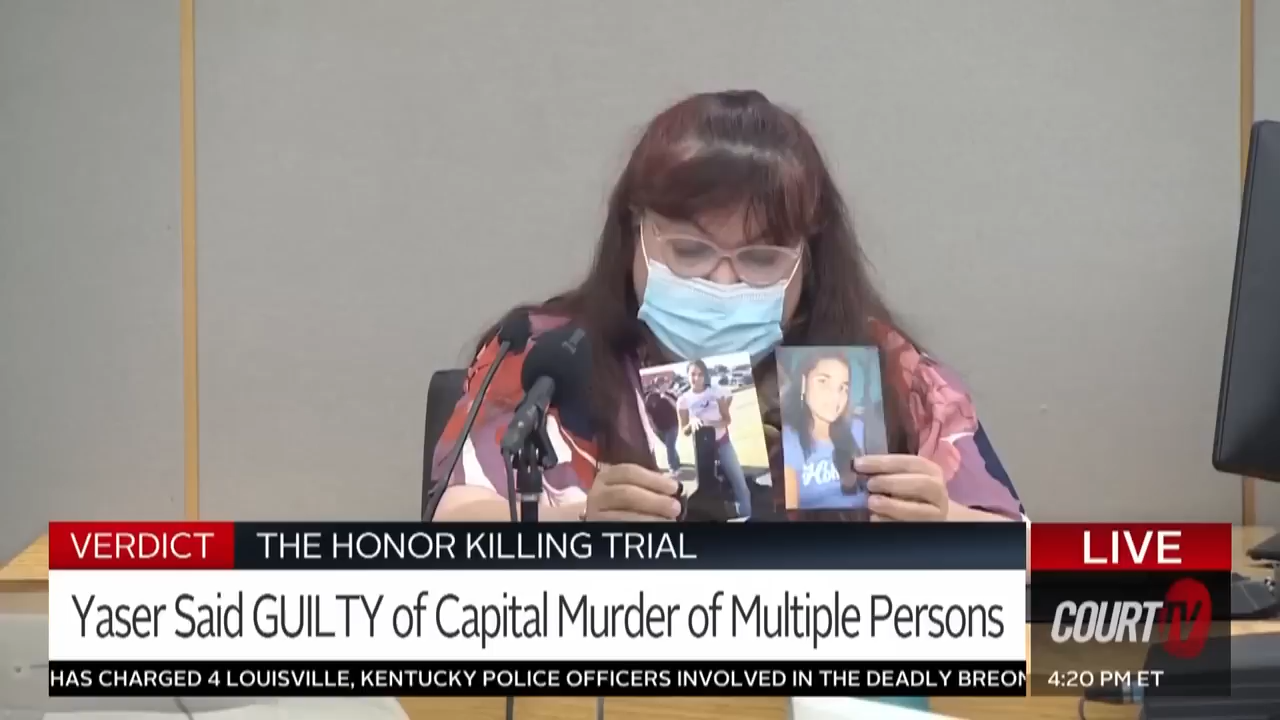 VERDICT THE HONOR KILLING TRIAL
LIVE
Yaser Said GUILTY of Capital Murder of Multiple Persons
COURT TV
HAS CHARGED 4 LOUISVILLE, KENTUCKY POLICE OFFICERS INVOLVED IN THE DEADLY BREON
4:20 PM ET